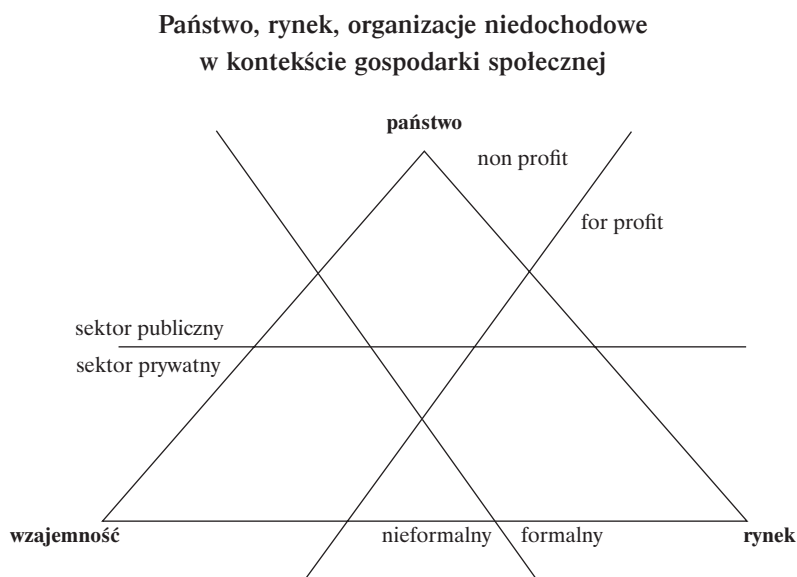 Państwo, rynek, organizacje niedochodowe
w kontekście gospodarki społecznej
państwo
non profit
for profit
sektor publiczny
sektor prywatny
wzajemność
nieformalny
formalny
rynek